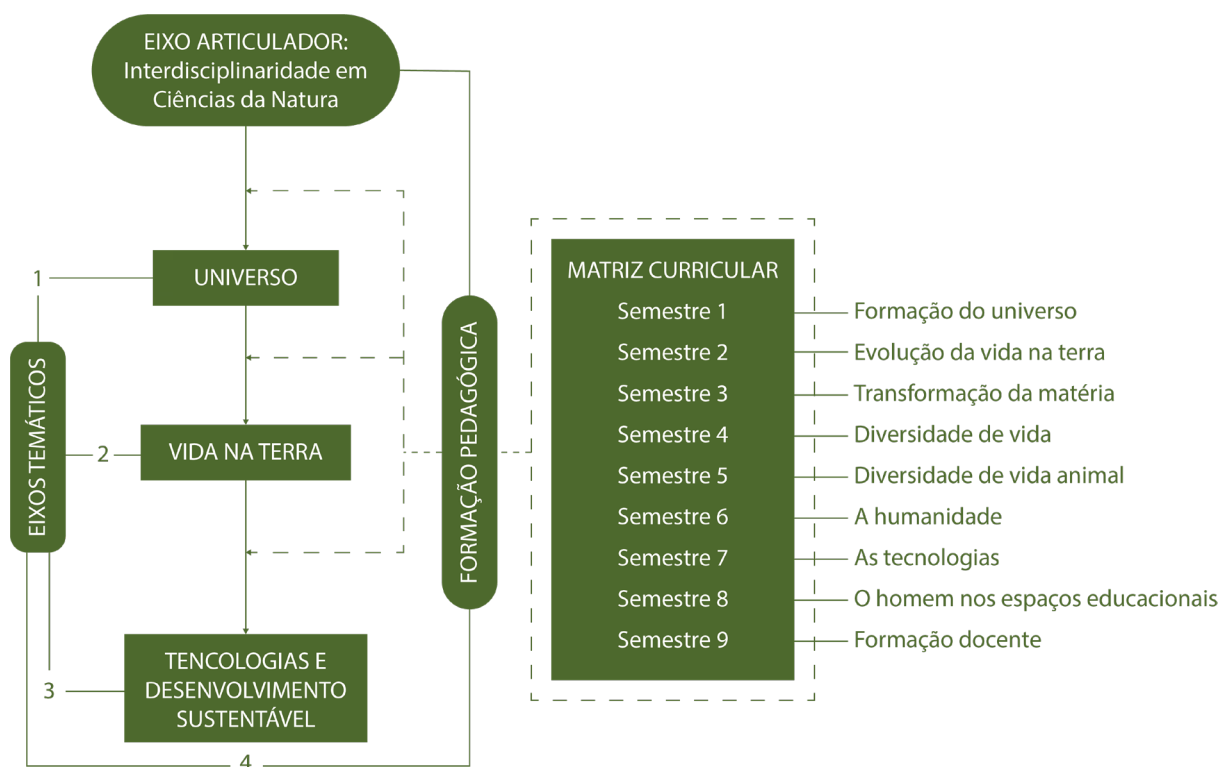 EIXO ARTICULADOR:
Interdisciplinaridade em
Ciências da Natura
1
UNIVERSO
EIXOS TEMÁTICOS
2
VIDA NA TERRA
3
TENCOLOGIAS E
DESENVOLVIMENTO
SUSTENTÁVEL
4
FORMAÇÃO PEDAGÓGICA
MATRIZ CURRICULAR
Semestre 1
Formação do universo
Semestre 2
Evolução da vida na terra
Semestre 3
Transformação da matéria
Semestre 4
Diversidade de vida
Semestre 5
Diversidade de vida animal
Semestre 6
A humanidade
Semestre 7
As tecnologias
Semestre 8
O homem nos espaços educacionais
Semestre 9
Formação docente